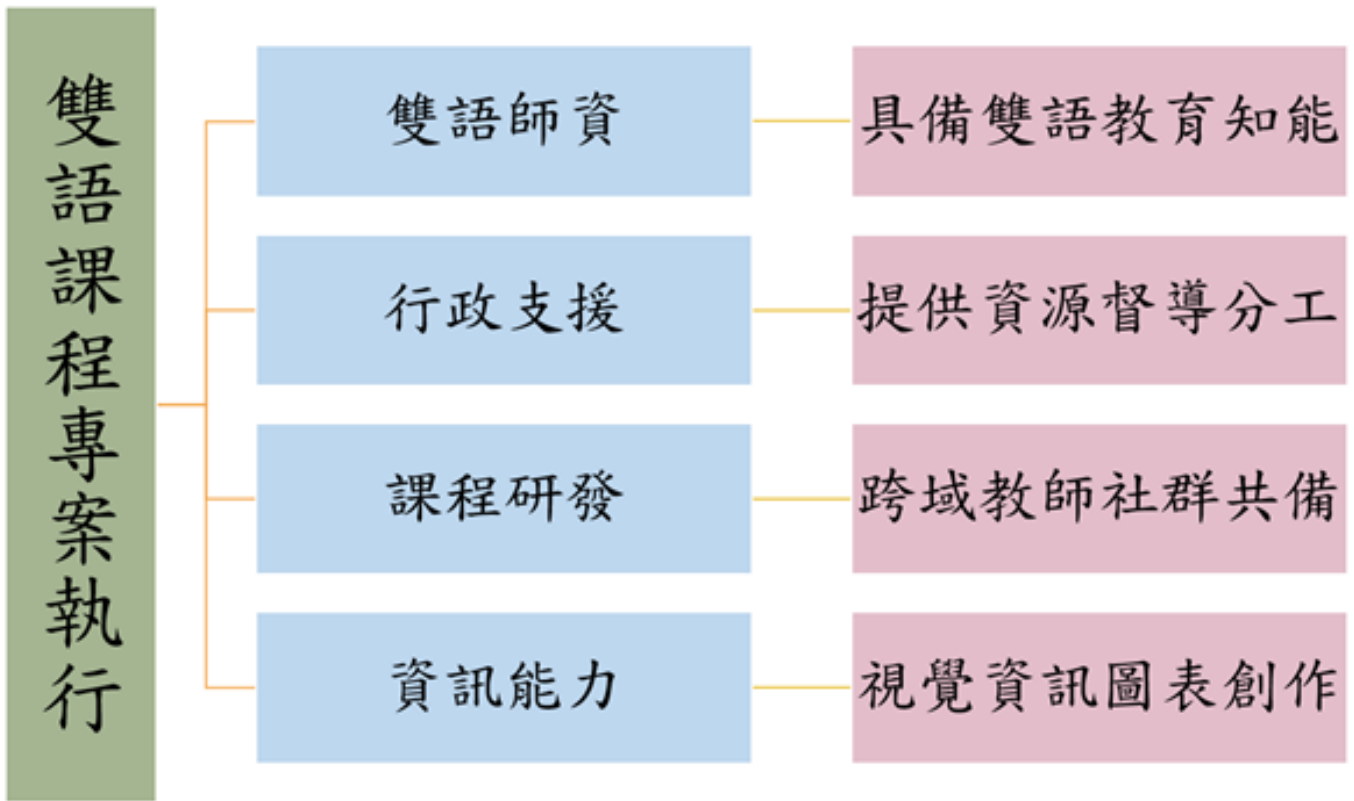 雙語課程專案執行
雙語師資
具備雙語教育知能
行政支援
提供資源督導分工
課程研發
跨域教師社群共備
資訊能力
視覺資訊圖表創作